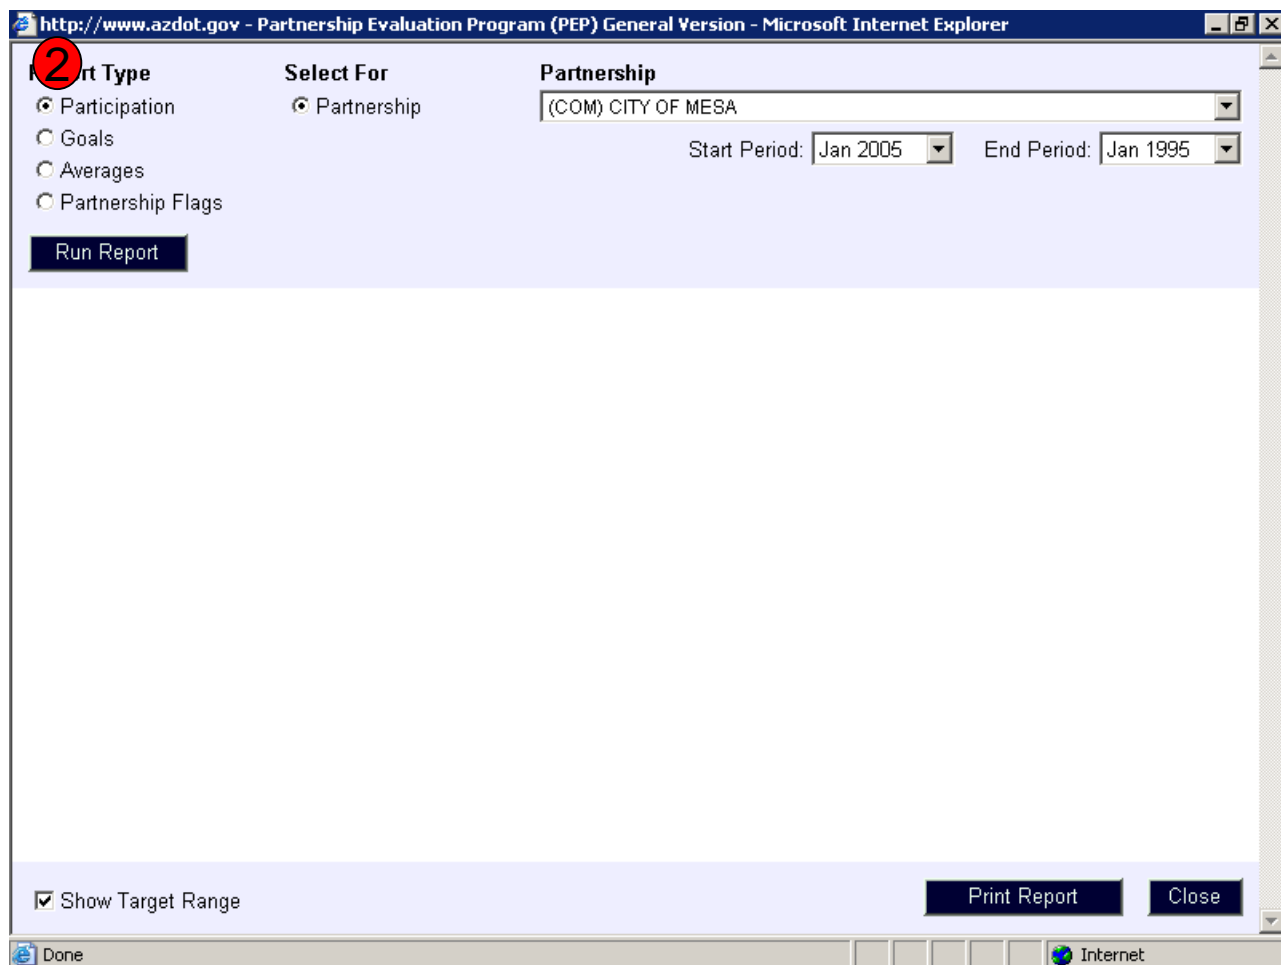 http://www.azdot.gov - Partnership Evaluation Program (PEP) General Version - Microsoft Internet Explorer
2
rt Type
Select For
Partnership
Participation
Partnership
(COM) CITY OF MESA
Goals
Start Period: Jan 2005
End Period: Jan 1995
Averages
Partnership Flags
Run Report
Show Target Range
Print Report
Close
Done
Internet